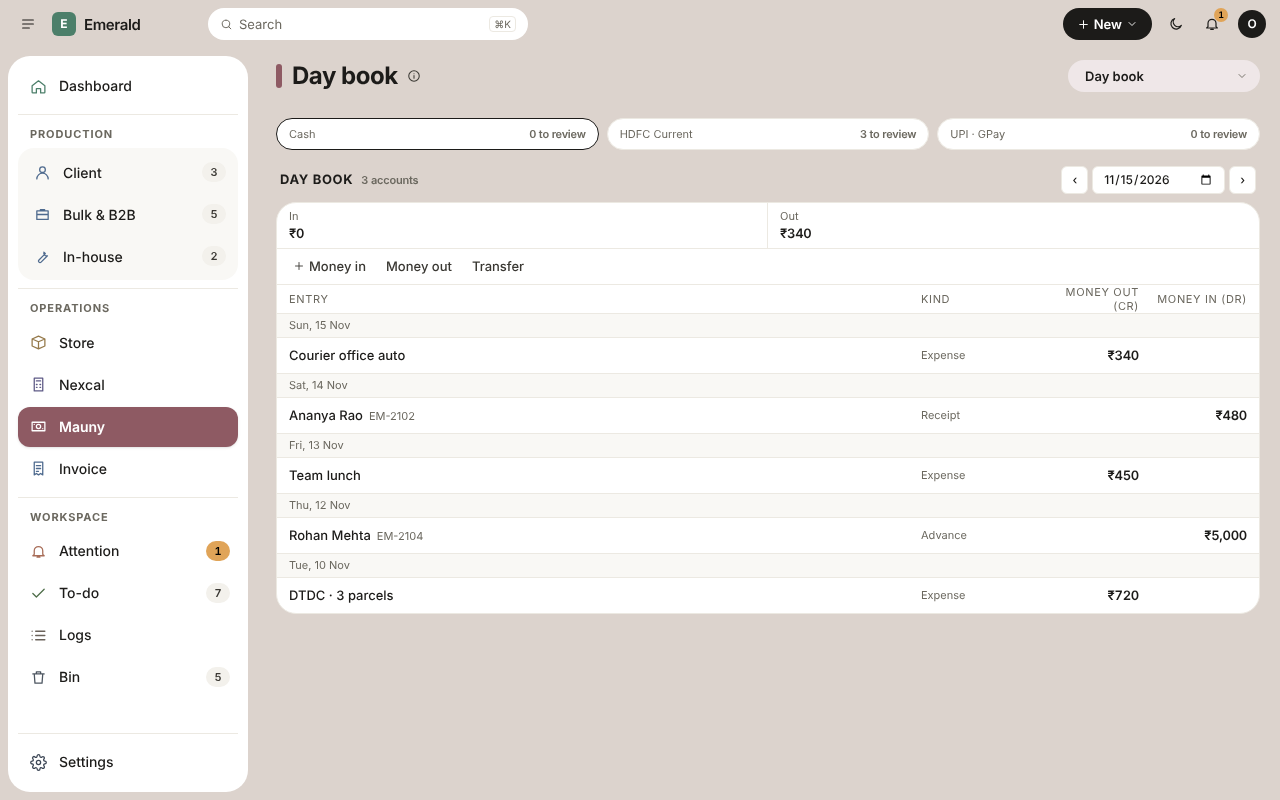 E Emerald
Search ⌘K
+ New
1
O
Dashboard
PRODUCTION
Client 3
Bulk & B2B 5
In-house 2
OPERATIONS
Store
Nexcal
Mauny
Invoice
WORKSPACE
Attention 1
To-do 7
Logs
Bin 5
Settings
Day book
Day book
Cash 0 to review
HDFC Current 3 to review
UPI · GPay 0 to review
DAY BOOK 3 accounts
‹ 11/15/2026 ›
In
₹0
Out
₹340
+ Money in Money out Transfer
ENTRY KIND MONEY OUT (CR) MONEY IN (DR)
Sun, 15 Nov
Courier office auto Expense ₹340
Sat, 14 Nov
Ananya Rao EM-2102 Receipt ₹480
Fri, 13 Nov
Team lunch Expense ₹450
Thu, 12 Nov
Rohan Mehta EM-2104 Advance ₹5,000
Tue, 10 Nov
DTDC · 3 parcels Expense ₹720